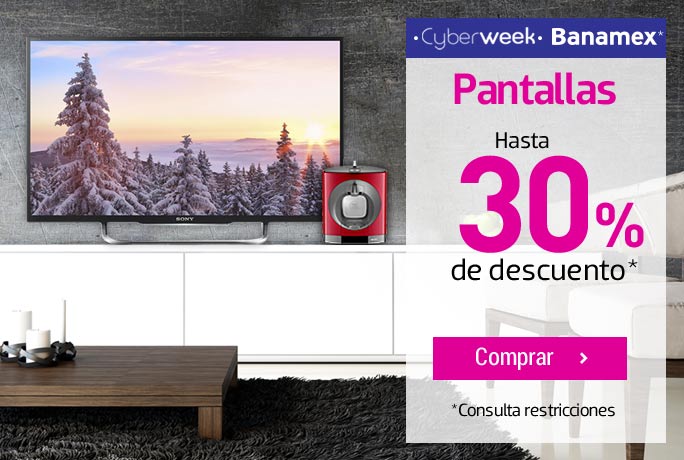 •Cyberweek• Banamex*
Pantallas
Hasta
30%
de descuento*
Comprar >
*Consulta restricciones
SONY